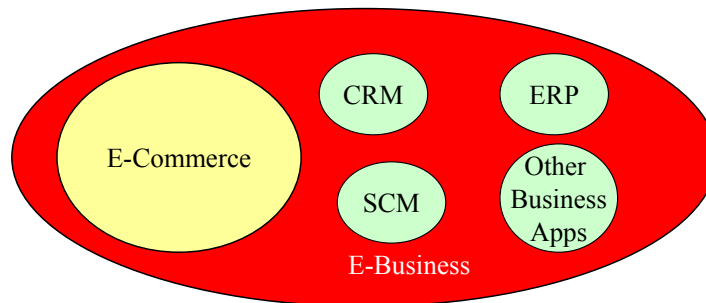 E-Commerce
CRM
ERP
SCM
Other
Business
Apps
E-Business